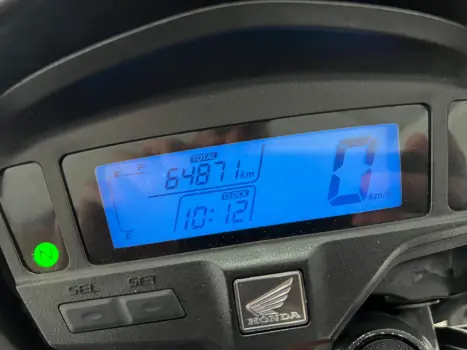 TOTAL
64871 km
CLOCK
10:12
0
km/h
E
N
SEL SET
HONDA